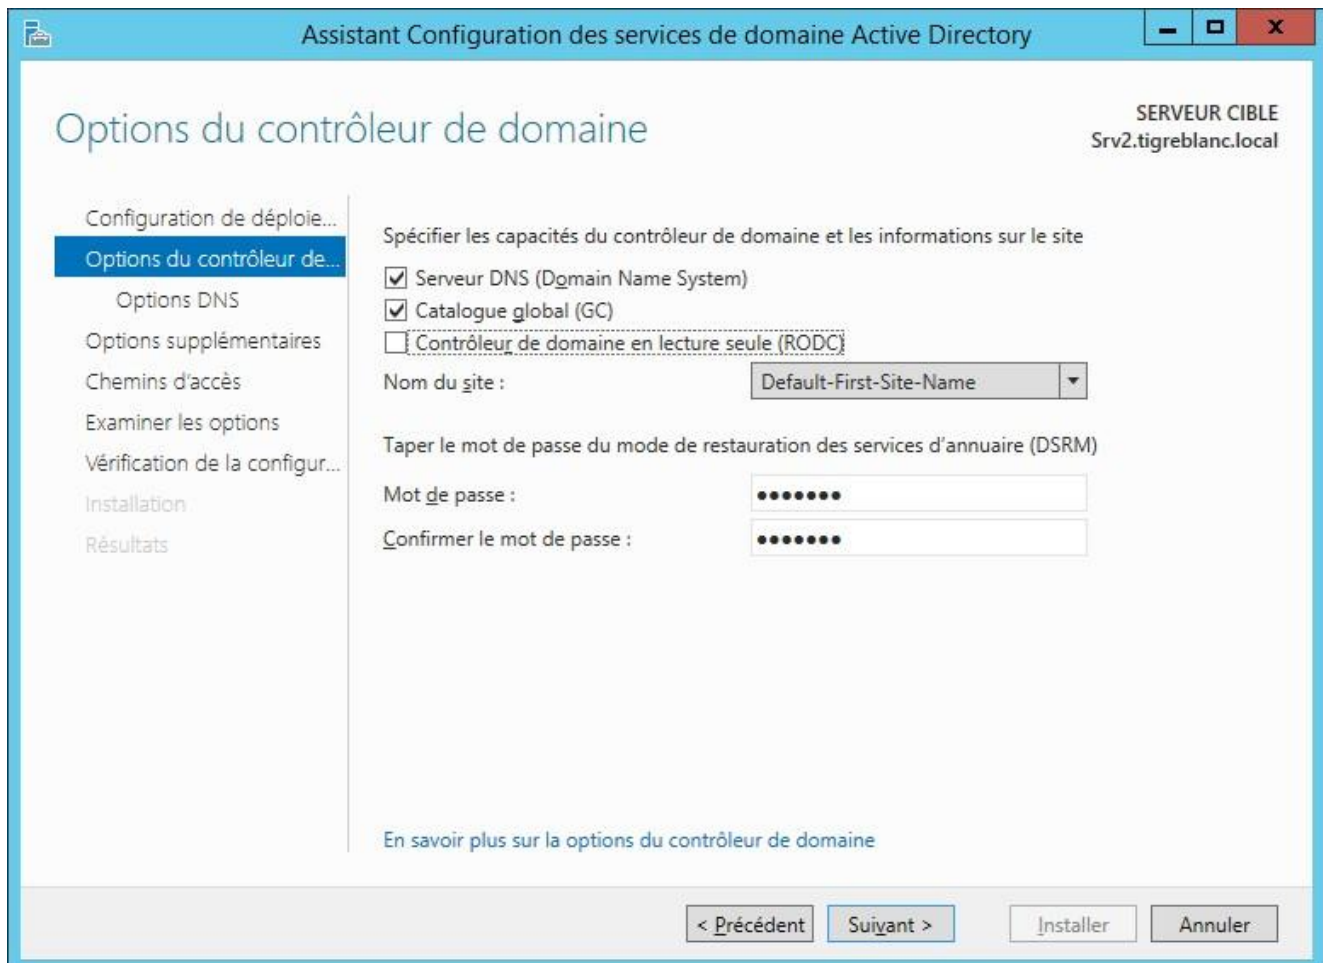 Assistant Configuration des services de domaine Active Directory
Options du contrôleur de domaine
SERVEUR CIBLE
Srv2.tigreblanc.local
Configuration de déploie...
Options du contrôleur de...
Options DNS
Options supplémentaires
Chemins d'accès
Examiner les options
Vérification de la configur...
Installation
Résultats
Spécifier les capacités du contrôleur de domaine et les informations sur le site
Serveur DNS (Domain Name System)
Catalogue global (GC)
Contrôleur de domaine en lecture seule (RODC)
Nom du site : Default-First-Site-Name
Taper le mot de passe du mode de restauration des services d'annuaire (DSRM)
Mot de passe : •••••••
Confirmer le mot de passe : •••••••
En savoir plus sur la options du contrôleur de domaine
< Précédent Suivant > Installer Annuler